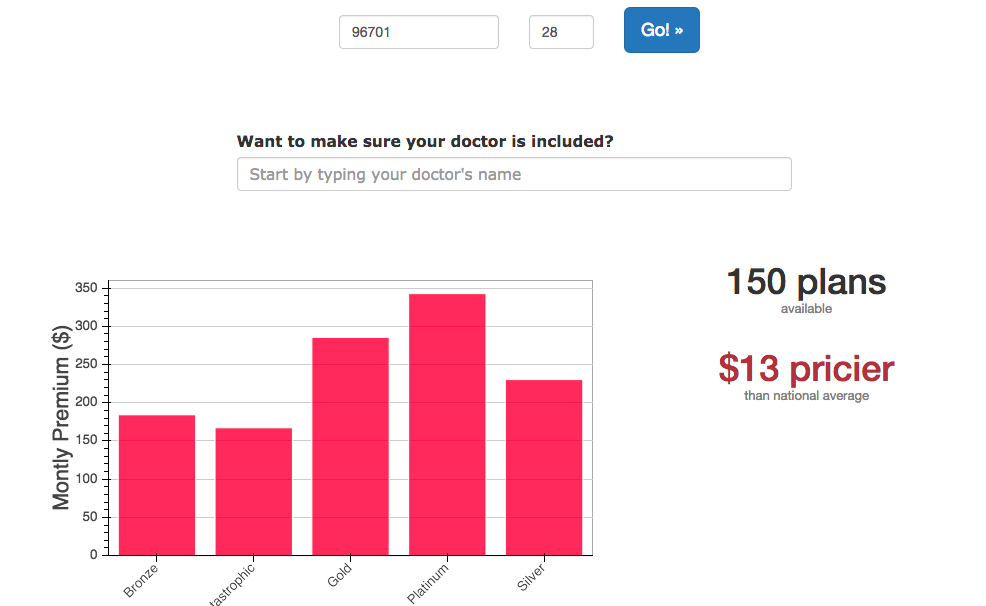 96701
28
Go! »
Want to make sure your doctor is included?
Start by typing your doctor's name
150 plans
available
$13 pricier
than national average
Montly Premium ($)
350
300
250
200
150
100
50
0
Bronze
tastrophic
Gold
Platinum
Silver